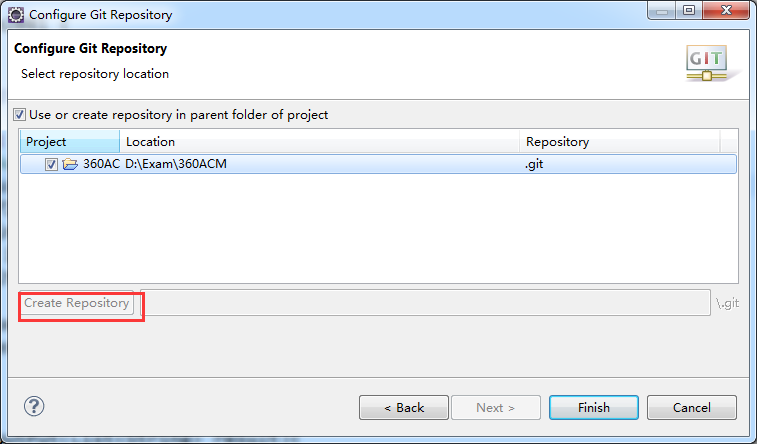 Configure Git Repository
Configure Git Repository
Select repository location
GIT
Use or create repository in parent folder of project
Project Location Repository
360AC D:\Exam\360ACM .git
Create Repository \.git
? < Back Next > Finish Cancel